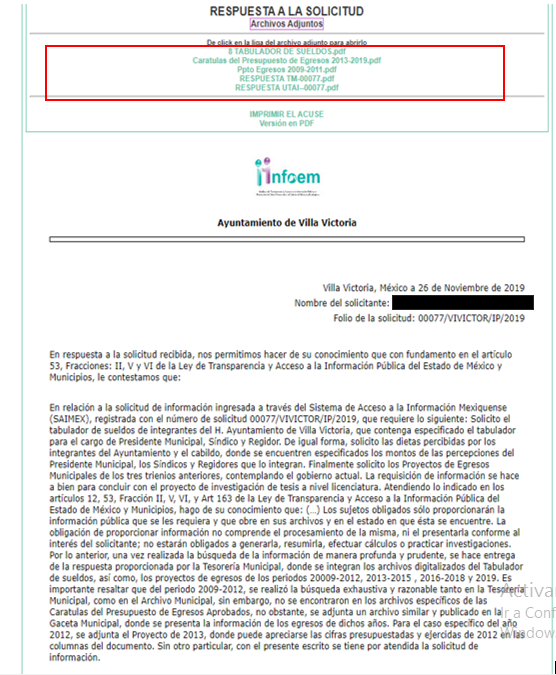 RESPUESTA A LA SOLICITUD
Archivos Adjuntos
De click en la liga del archivo adjunto para abrirlo
8 TABULADOR DE SUELDOS.pdf
Caratulas del Presupuesto de Egresos 2013-2019.pdf
Ppto Egresos 2009-2011.pdf
RESPUESTA TM-00077.pdf
RESPUESTA UTAI--00077.pdf
IMPRIMIR EL ACUSE
Versión en PDF
infoem
Ayuntamiento de Villa Victoria
Villa Victoria, México a 26 de Noviembre de 2019
Nombre del solicitante:
Folio de la solicitud: 00077/VIVICTOR/IP/2019
En respuesta a la solicitud recibida, nos permitimos hacer de su conocimiento que con fundamento en el artículo
53, Fracciones: II, V y VI de la Ley de Transparencia y Acceso a la Información Pública del Estado de México y
Municipios, le contestamos que:
En relación a la solicitud de información ingresada a través del Sistema de Acceso a la Información Mexiquense
(SAIMEX), registrada con el número de solicitud 00077/VIVICTOR/IP/2019, que requiere lo siguiente: Solicito el
tabulador de sueldos de integrantes del H. Ayuntamiento de Villa Victoria, que contenga especificado el tabulador
para el cargo de Presidente Municipal, Síndico y Regidor. De igual forma, solicito las dietas percibidas por los
integrantes del Ayuntamiento y el cabildo, donde se encuentren especificados los montos de las percepciones del
Presidente Municipal, los Síndicos y Regidores que lo integran. Finalmente solicito los Proyectos de Egresos
Municipales de los tres trienios anteriores, contemplando el gobierno actual. La requisición de información se hace
a bien para concluir con el proyecto de investigación de tesis a nivel licenciatura. Atendiendo lo indicado en los
artículos 12, 53, Fracción II, V, VI, y Art 163 de la Ley de Transparencia y Acceso a la Información Pública del
Estado de México y Municipios, hago de su conocimiento que: (...) Los sujetos obligados sólo proporcionarán la
información pública que se les requiera y que obre en sus archivos y en el estado en que ésta se encuentre. La
obligación de proporcionar información no comprende el procesamiento de la misma, ni el presentarla conforme al
interés del solicitante; no estarán obligados a generarla, resumirla, efectuar cálculos o practicar investigaciones.
Por lo anterior, una vez realizada la búsqueda de la información de manera profunda y prudente, se hace entrega
de la respuesta proporcionada por la Tesorería Municipal, donde se integran los archivos digitalizados del Tabulador
de sueldos, así como, los proyectos de egresos de los periodos 20009-2012, 2013-2015 , 2016-2018 y 2019. Es
importante resaltar que del periodo 2009-2012, se realizó la búsqueda exhaustiva y razonable tanto en la Tesorería
Municipal, como en el Archivo Municipal, sin embargo, no se encontraron en los archivos específicos de las
Caratulas del Presupuesto de Egresos Aprobados, no obstante, se adjunta un archivo similar y publicado en la
Gaceta Municipal, donde se presenta la información de los egresos de dichos años. Para el caso específico del año
2012, se adjunta el Proyecto de 2013, donde puede apreciarse las cifras presupuestadas y ejercidas de 2012 en las
columnas del documento. Sin otro particular, con el presente escrito se tiene por atendida la solicitud de
información.
Activar
Ir a Conf
Windows